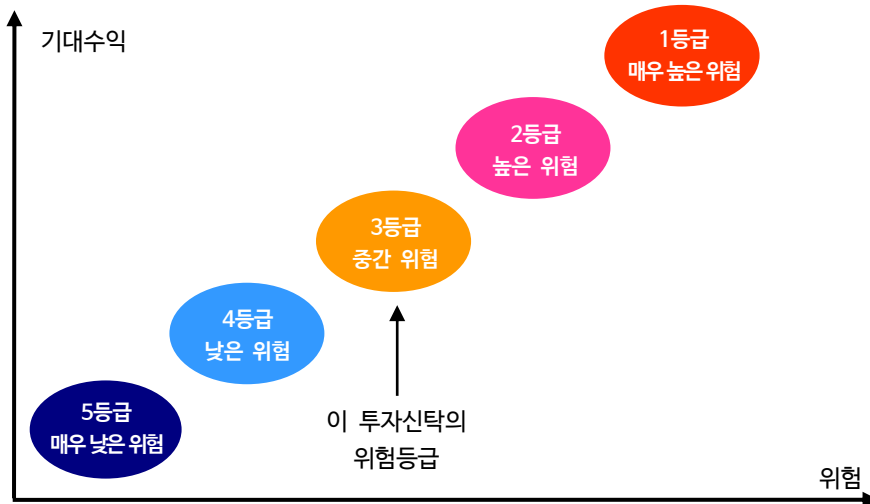 기대수익
1등급
매우 높은 위험
2등급
높은 위험
3등급
중간 위험
4등급
낮은 위험
5등급
매우 낮은 위험
이 투자신탁의
위험등급
위험